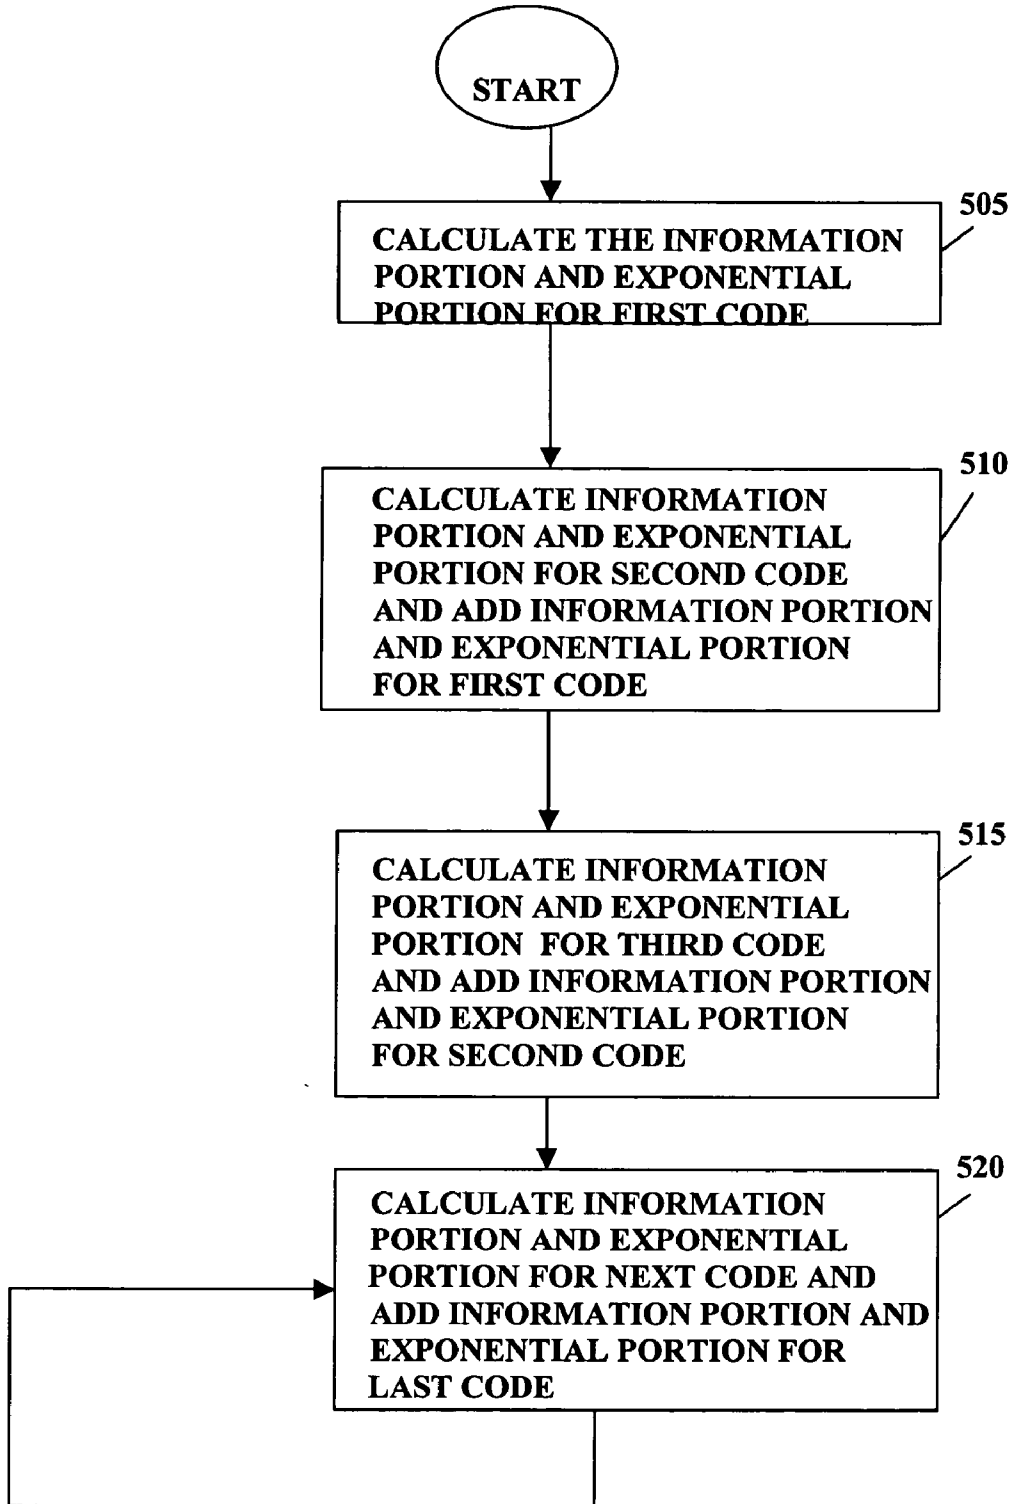 START
505
CALCULATE THE INFORMATION
PORTION AND EXPONENTIAL
PORTION FOR FIRST CODE
510
CALCULATE INFORMATION
PORTION AND EXPONENTIAL
PORTION FOR SECOND CODE
AND ADD INFORMATION PORTION
AND EXPONENTIAL PORTION
FOR FIRST CODE
515
CALCULATE INFORMATION
PORTION AND EXPONENTIAL
PORTION FOR THIRD CODE
AND ADD INFORMATION PORTION
AND EXPONENTIAL PORTION
FOR SECOND CODE
520
CALCULATE INFORMATION
PORTION AND EXPONENTIAL
PORTION FOR NEXT CODE AND
ADD INFORMATION PORTION AND
EXPONENTIAL PORTION FOR
LAST CODE